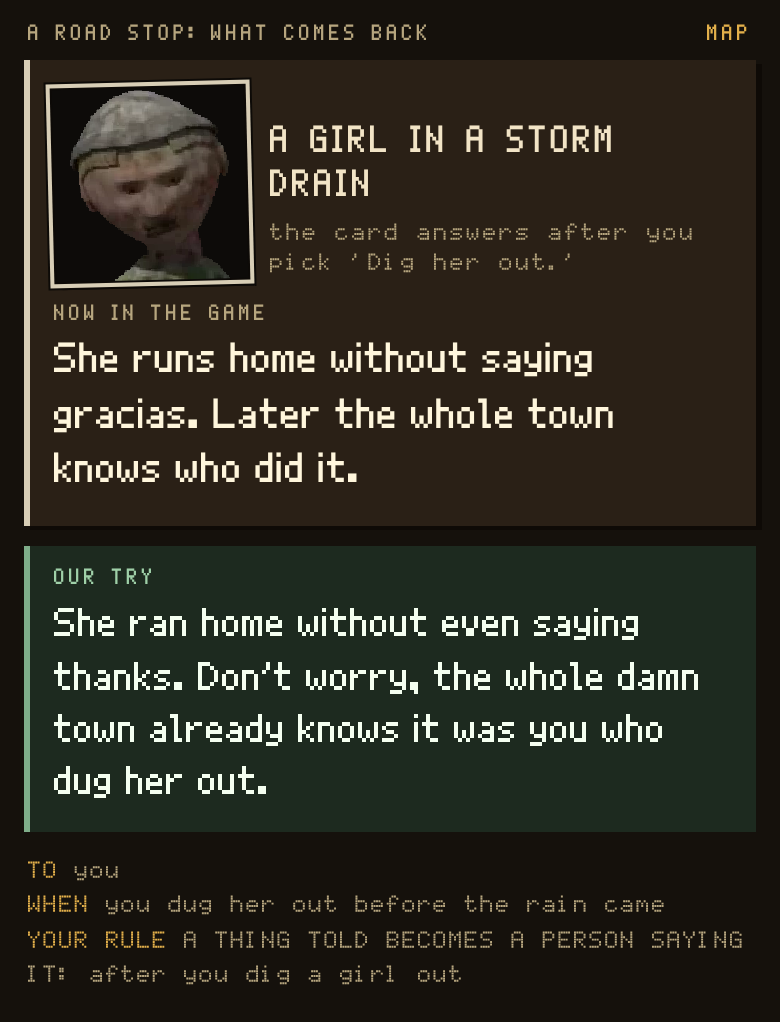 A ROAD STOP: WHAT COMES BACK
MAP
A GIRL IN A STORM
DRAIN
the card answers after you
pick 'Dig her out.'
NOW IN THE GAME
She runs home without saying
gracias. Later the whole town
knows who did it.
OUR TRY
She ran home without even saying
thanks. Don't worry, the whole damn
town already knows it was you who
dug her out.
TO you
WHEN you dug her out before the rain came
YOUR RULE A THING TOLD BECOMES A PERSON SAYING
IT: after you dig a girl out